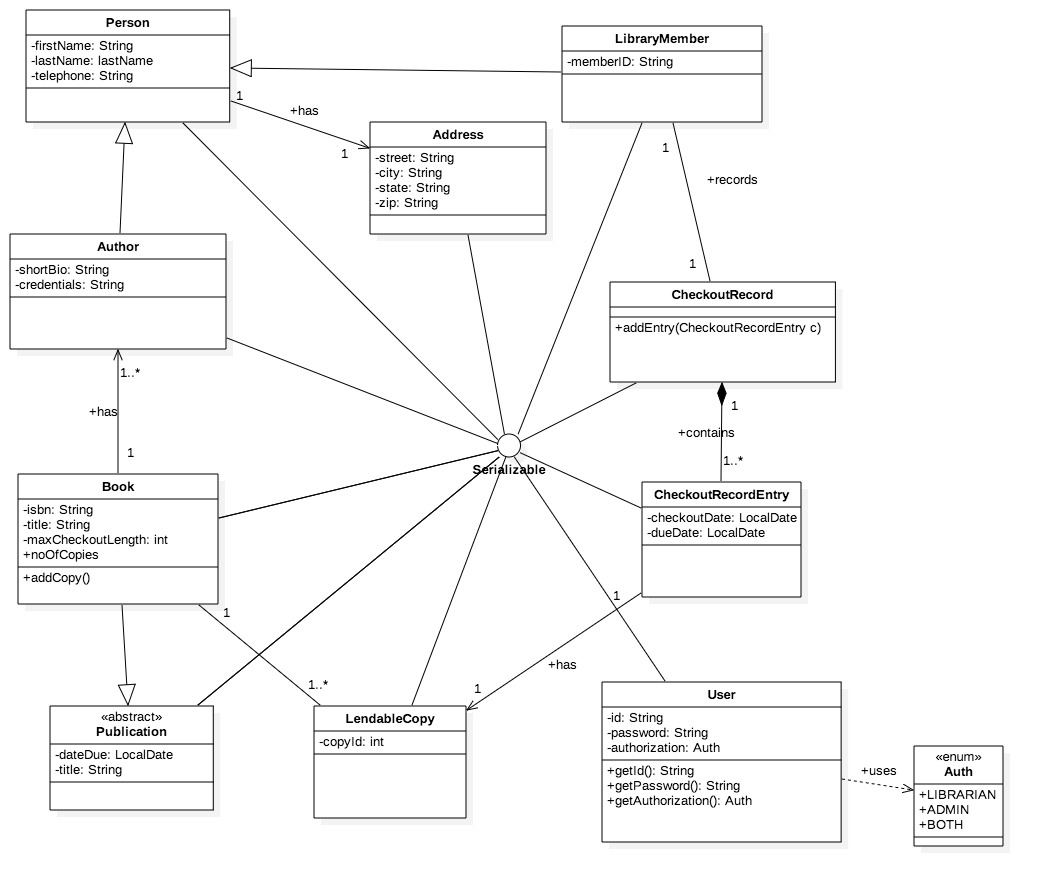 Person
-firstName: String
-lastName: lastName
-telephone: String
LibraryMember
-memberID: String
1
+has
1
Address
-street: String
-city: String
-state: String
-zip: String
1
+records
1
Author
-shortBio: String
-credentials: String
CheckoutRecord
+addEntry(CheckoutRecordEntry c)
1..*
+has
1
1
+contains
1..*
Serializable
Book
-isbn: String
-title: String
-maxCheckoutLength: int
+noOfCopies
+addCopy()
CheckoutRecordEntry
-checkoutDate: LocalDate
-dueDate: LocalDate
1
1..*
1
+has
1
«abstract»
Publication
-dateDue: LocalDate
-title: String
LendableCopy
-copyId: int
User
-id: String
-password: String
-authorization: Auth
+getId(): String
+getPassword(): String
+getAuthorization(): Auth
+uses
«enum»
Auth
+LIBRARIAN
+ADMIN
+BOTH